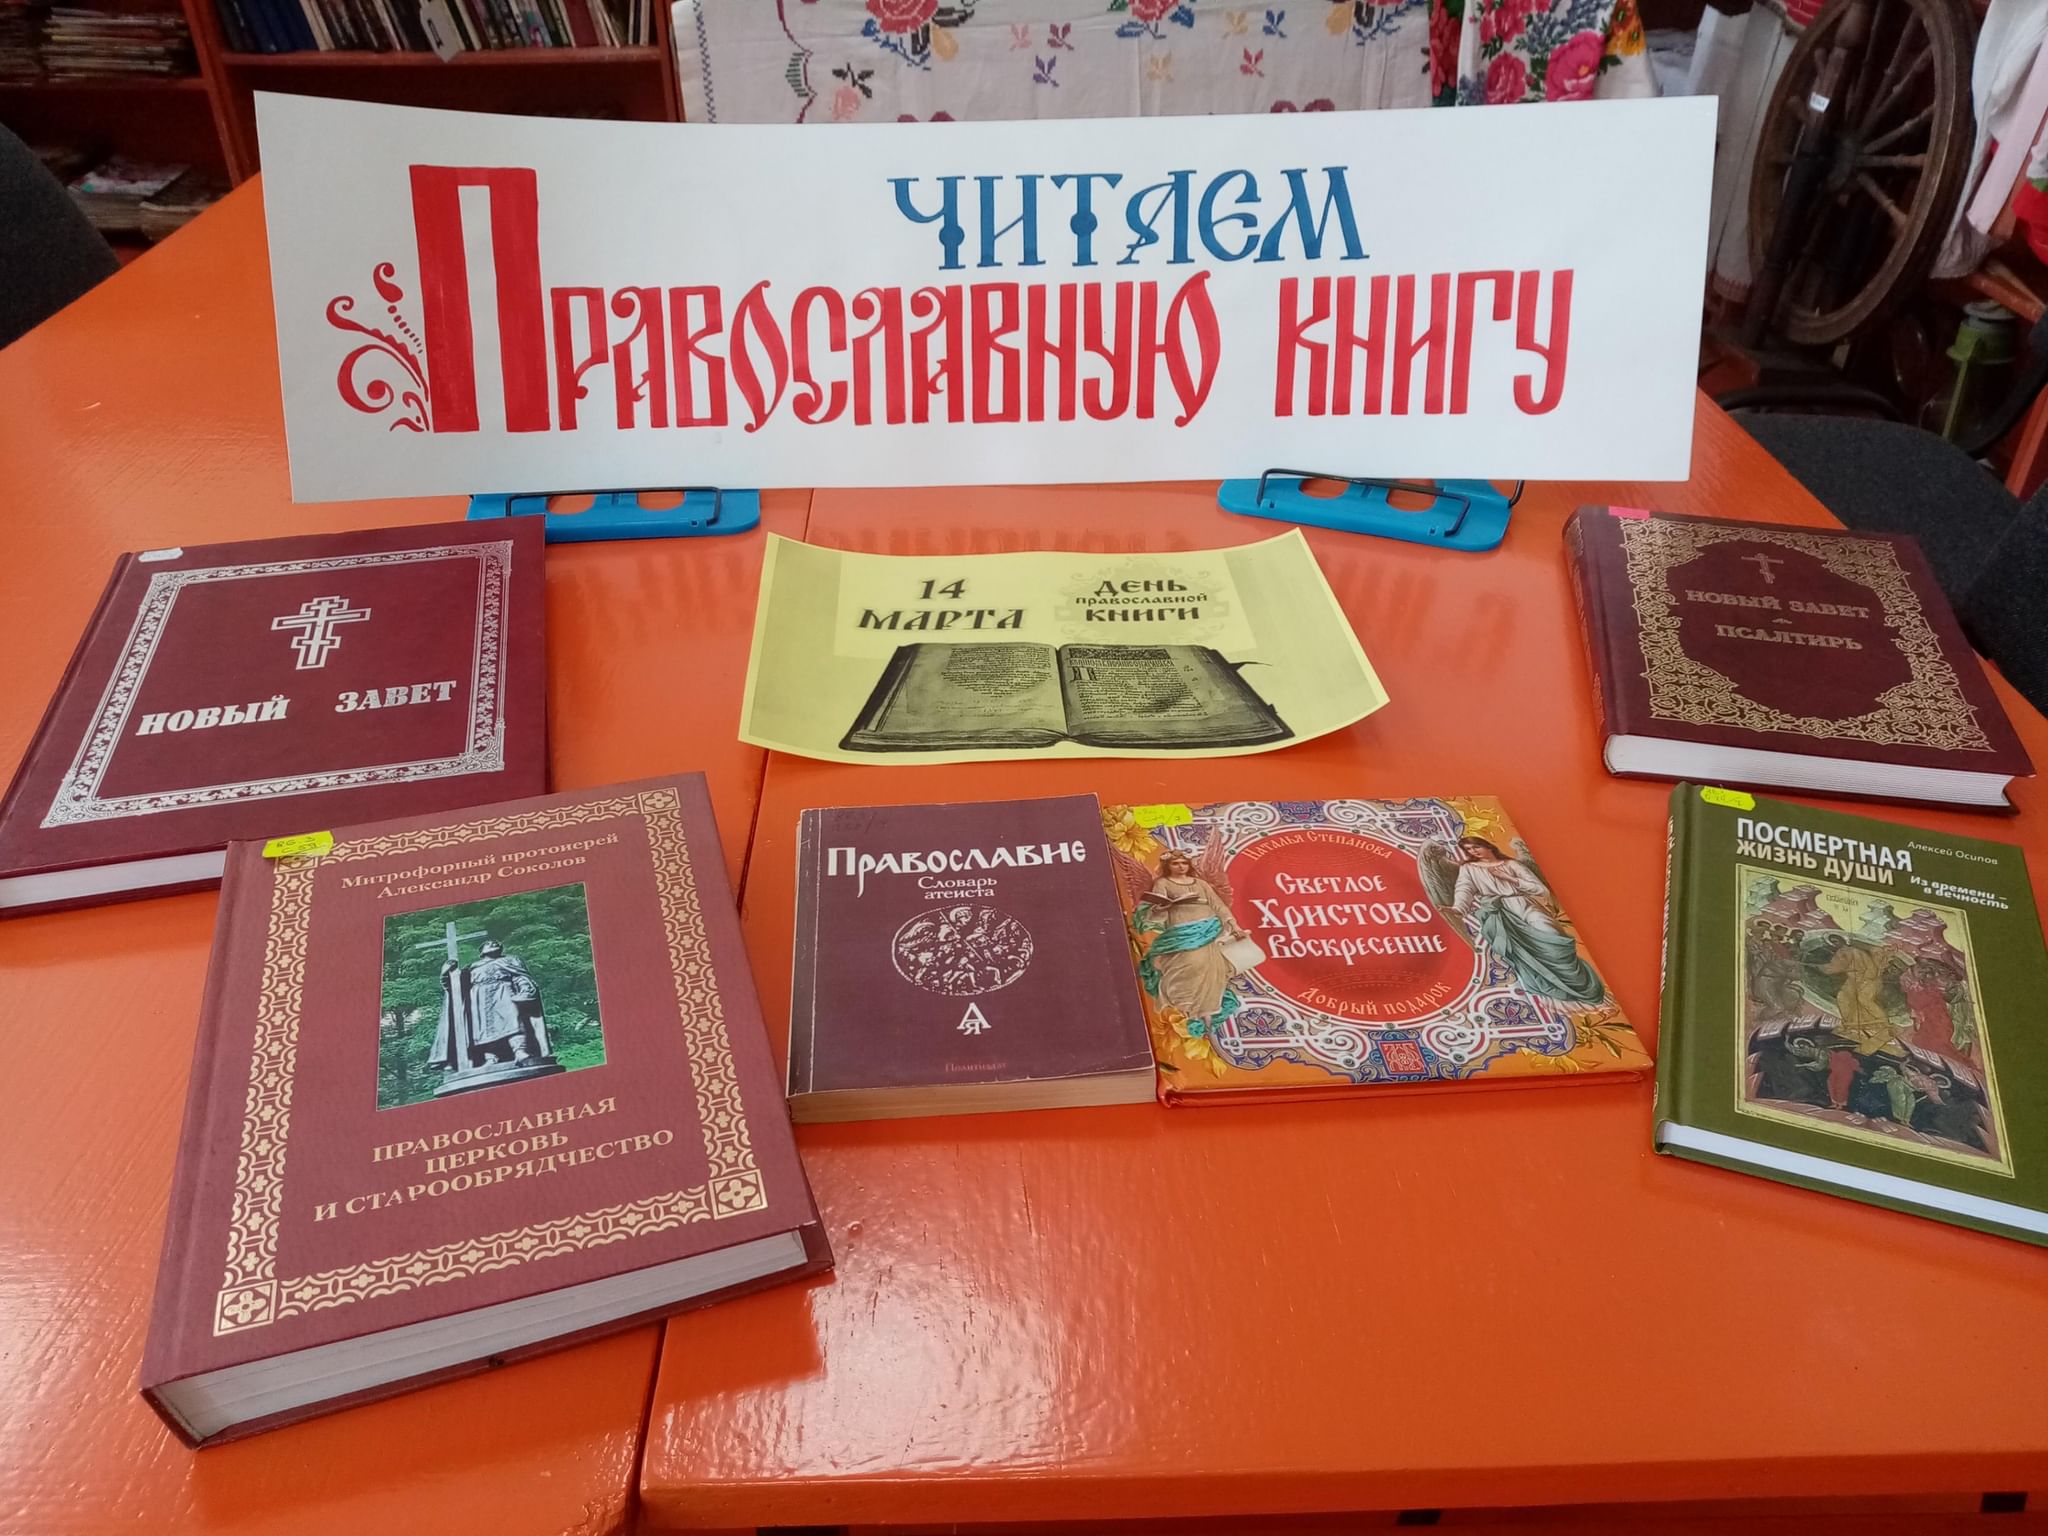 ЧИТАЕМ
ПРАВОСЛАВНУЮ КНИГУ
14
МАРТА
ДЕНЬ
ПРАВОСЛАВНОЙ
КНИГИ
НОВЫЙ ЗАВЕТ
НОВЫЙ ЗАВЕТ
ПСАЛТИРЬ
Митрофорный протоиерей
Александр Соколов
ПРАВОСЛАВНАЯ
ЦЕРКОВЬ
И СТАРООБРЯДЧЕСТВО
ПРАВОСЛАВИЕ
Словарь
атеиста
А
Я
Политиздат
НАТАЛЬЯ СТЕПАНОВА
СВЕТЛОЕ
ХРИСТОВО
ВОСКРЕСЕНИЕ
ДОБРЫЙ ПОДАРОК
Алексей Осипов
ПОСМЕРТНАЯ
ЖИЗНЬ ДУШИ
Из времени –
в вечность